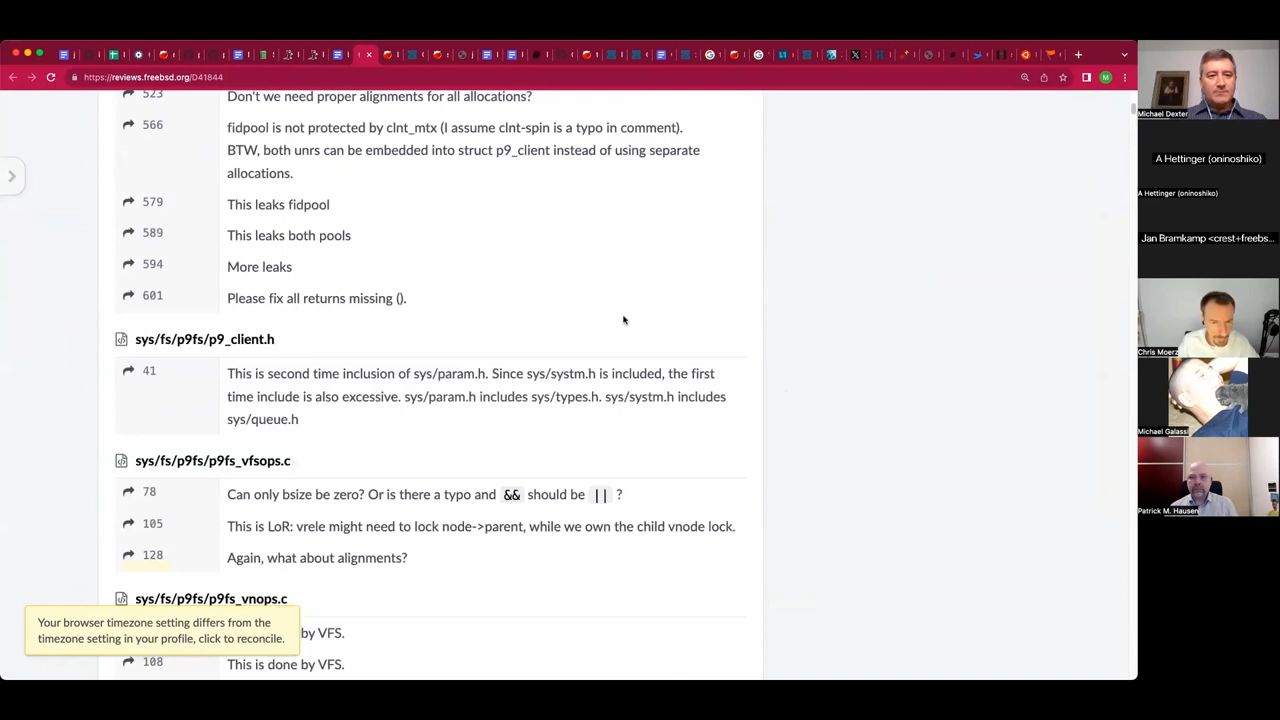 https://reviews.freebsd.org/D41844
M
523
Don't we need proper alignments for all allocations?
566
fidpool is not protected by clnt_mtx (I assume clnt-spin is a typo in comment).
BTW, both unrs can be embedded into struct p9_client instead of using separate
allocations.
579
This leaks fidpool
589
This leaks both pools
594
More leaks
601
Please fix all returns missing ().
sys/fs/p9fs/p9_client.h
41
This is second time inclusion of sys/param.h. Since sys/systm.h is included, the first
time include is also excessive. sys/param.h includes sys/types.h. sys/systm.h includes
sys/queue.h
sys/fs/p9fs/p9fs_vfsops.c
78
Can only bsize be zero? Or is there a typo and && should be || ?
105
This is LoR: vrele might need to lock node->parent, while we own the child vnode lock.
128
Again, what about alignments?
sys/fs/p9fs/p9fs_vnops.c
by VFS.
108
This is done by VFS.
Your browser timezone setting differs from the
timezone setting in your profile, click to reconcile.
Michael Dexter
A Hettinger (oninoshiko)
A Hettinger (oninoshiko)
Jan Bramkamp <crest+freebs...
Chris Moerz
Michael Galassi
Patrick M. Hausen